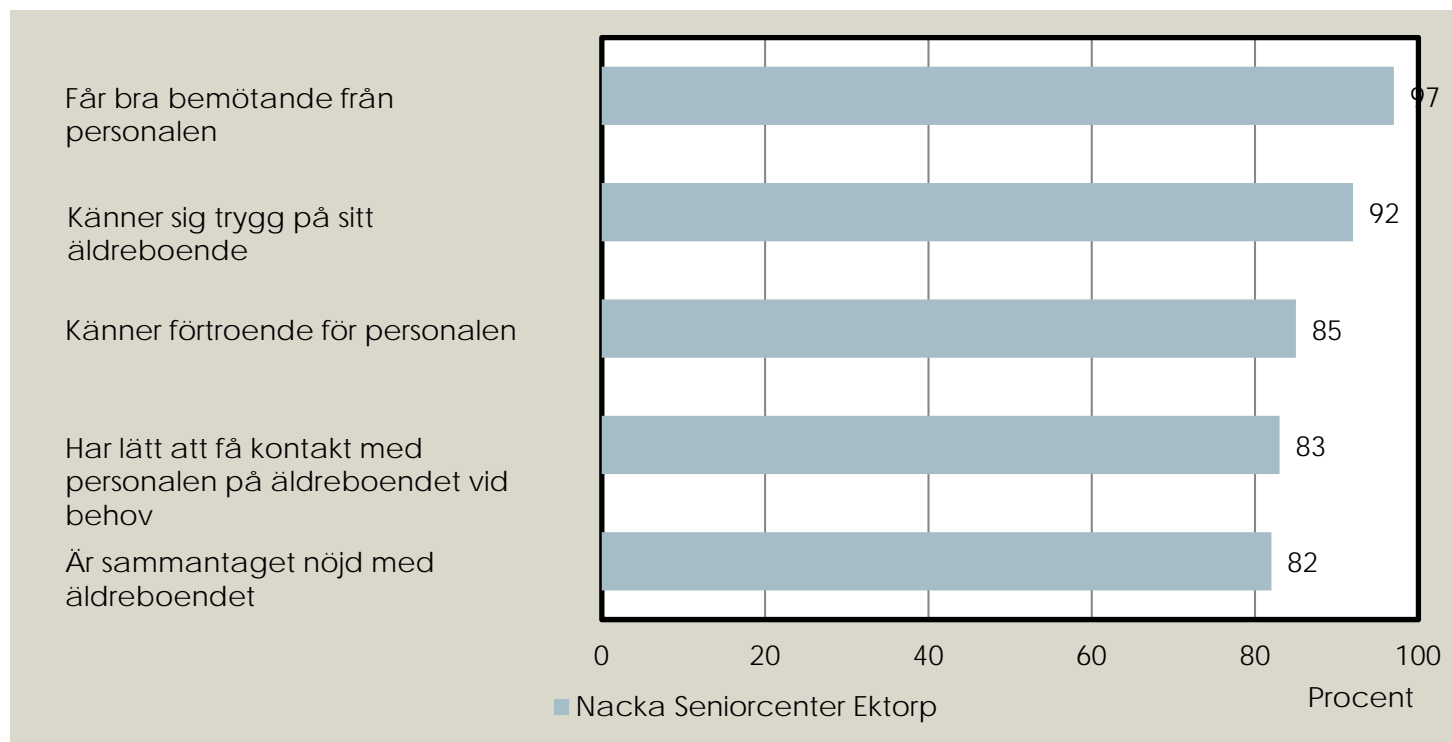 Får bra bemötande från
personalen
97
Känner sig trygg på sitt
äldreboende
92
Känner förtroende för personalen
85
Har lätt att få kontakt med
personalen på äldreboendet vid
behov
83
Är sammantaget nöjd med
äldreboendet
82
0 20 40 60 80 100
Procent
Nacka Seniorcenter Ektorp